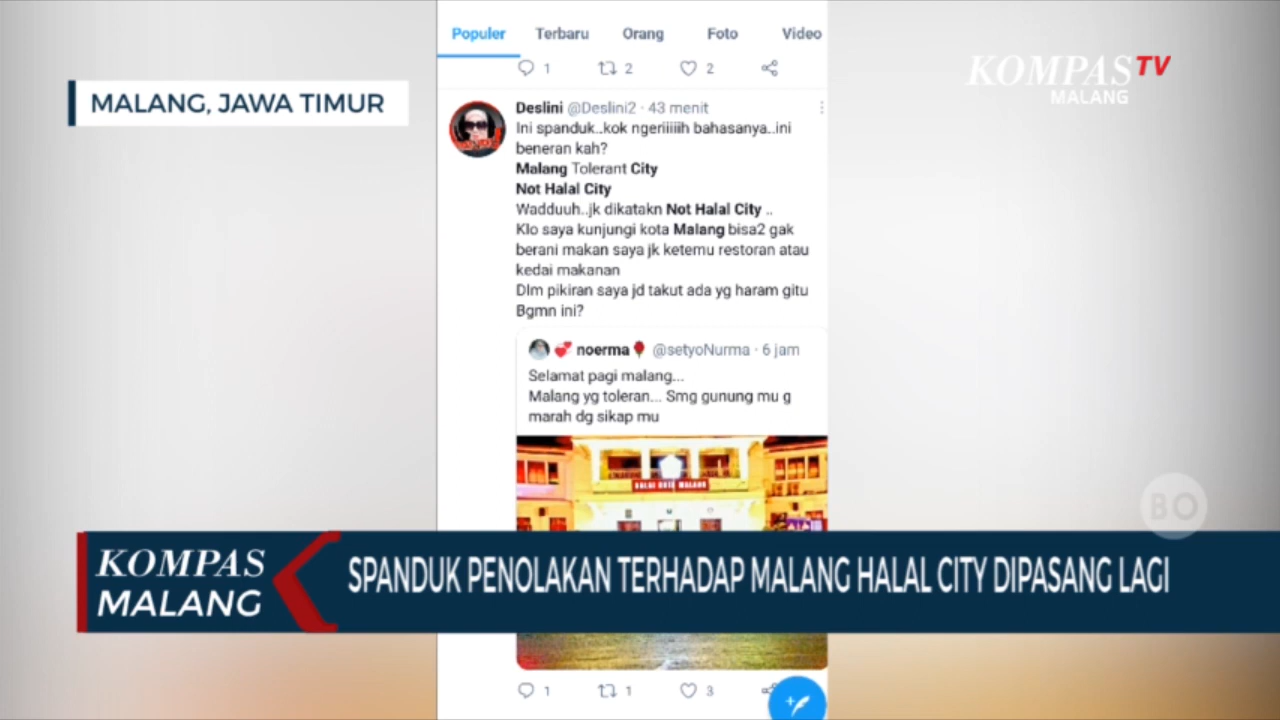 Populer Terbaru Orang Foto Video
1 2 2
KOMPAS TV
MALANG
MALANG, JAWA TIMUR
Deslini @Deslini2 · 43 menit
Ini spanduk..kok ngeriiiiih bahasanya..ini
beneran kah?
Malang Tolerant City
Not Halal City
Wadduuh..jk dikatakn Not Halal City ..
Klo saya kunjungi kota Malang bisa2 gak
berani makan saya jk ketemu restoran atau
kedai makanan
Dlm pikiran saya jd takut ada yg haram gitu
Bgmn ini?
noerma @setyoNurma · 6 jam
Selamat pagi malang...
Malang yg toleran... Smg gunung mu g
marah dg sikap mu
BALAI KOTA MALANG
BO
KOMPAS
MALANG
SPANDUK PENOLAKAN TERHADAP MALANG HALAL CITY DIPASANG LAGI
1 1 3